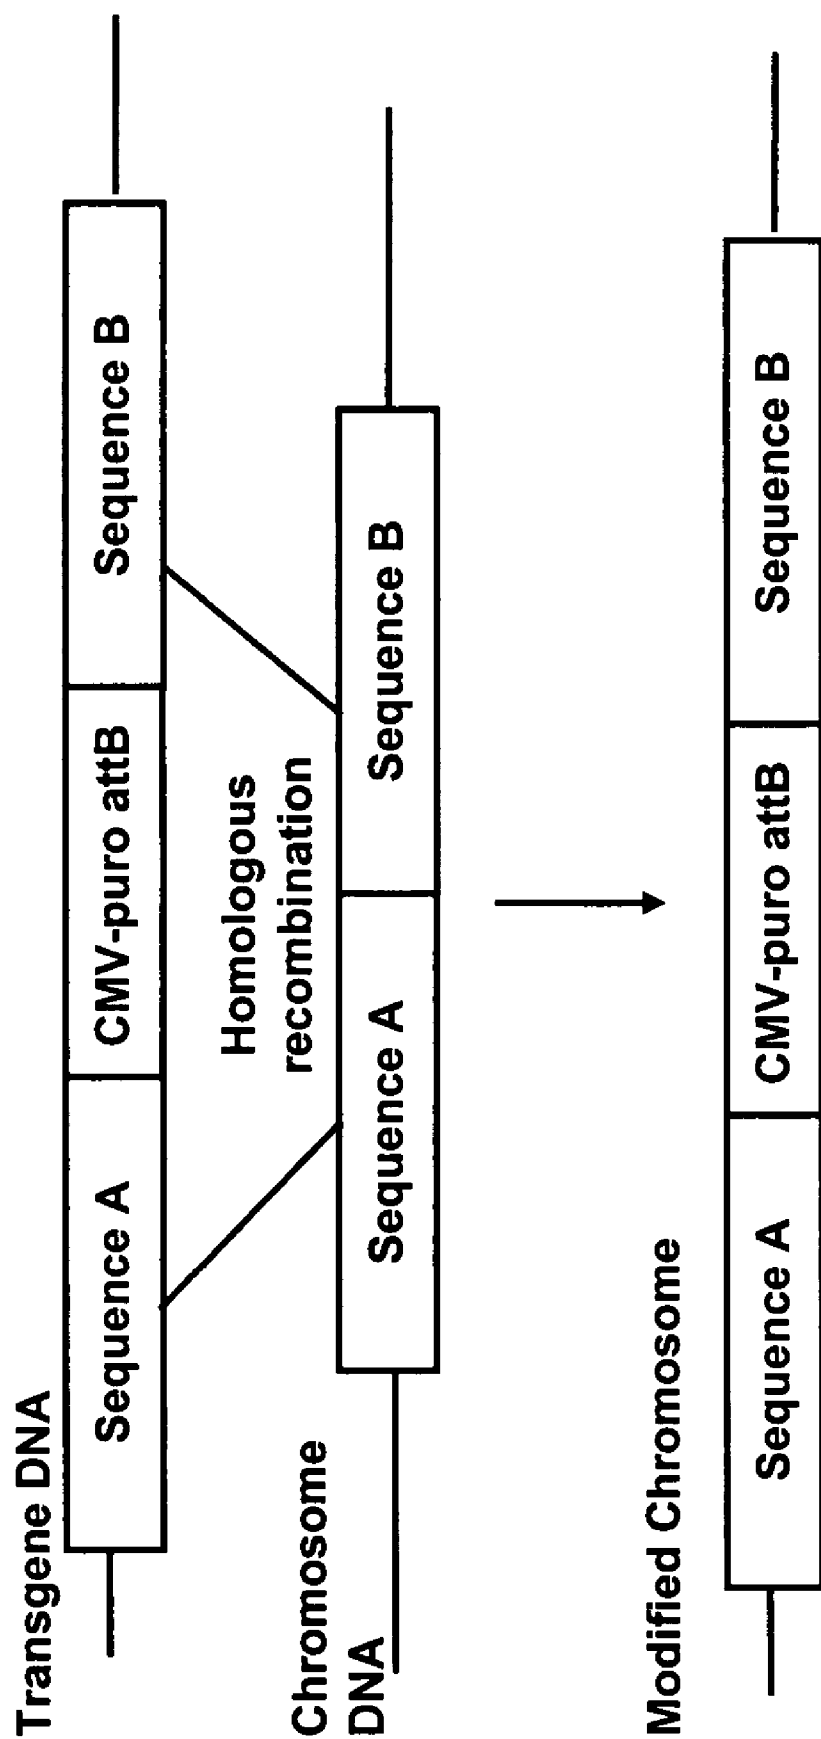 Transgene DNA
Sequence A
CMV-puro attB
Sequence B
Homologous
recombination
Chromosome
DNA
Sequence A
Sequence B
Modified Chromosome
Sequence A
CMV-puro attB
Sequence B